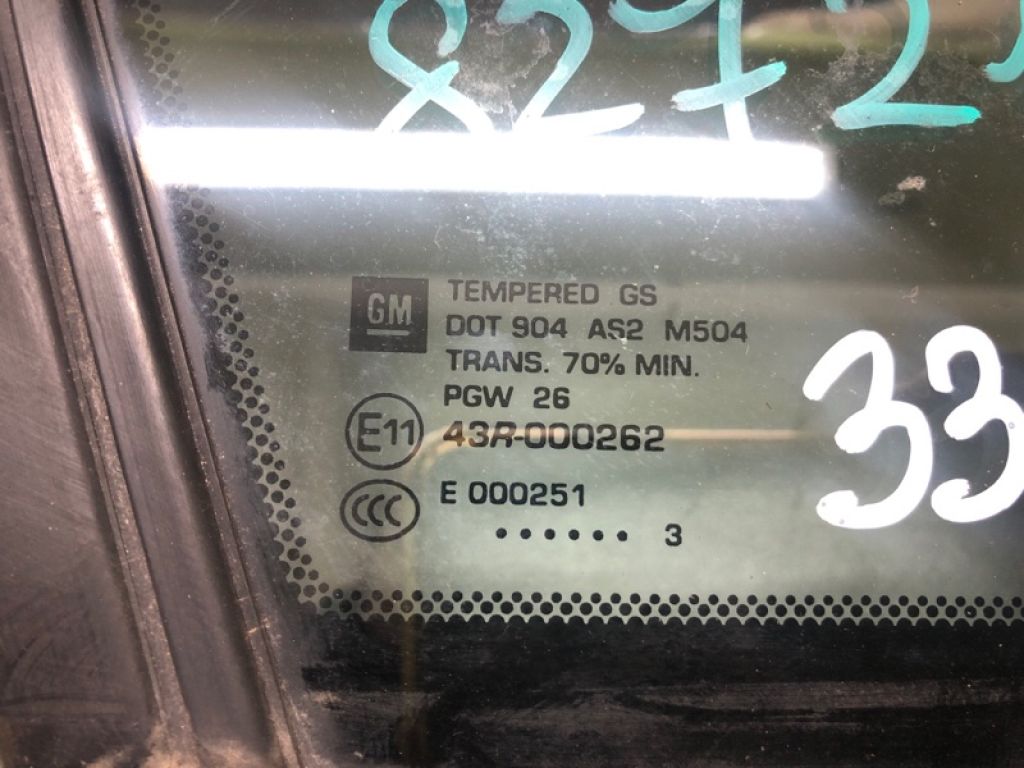 8272
GM
TEMPERED GS
DOT 904 AS2 M504
TRANS. 70% MIN.
PGW 26
E11
43R-000262
CCC
E 000251
...... 3
33